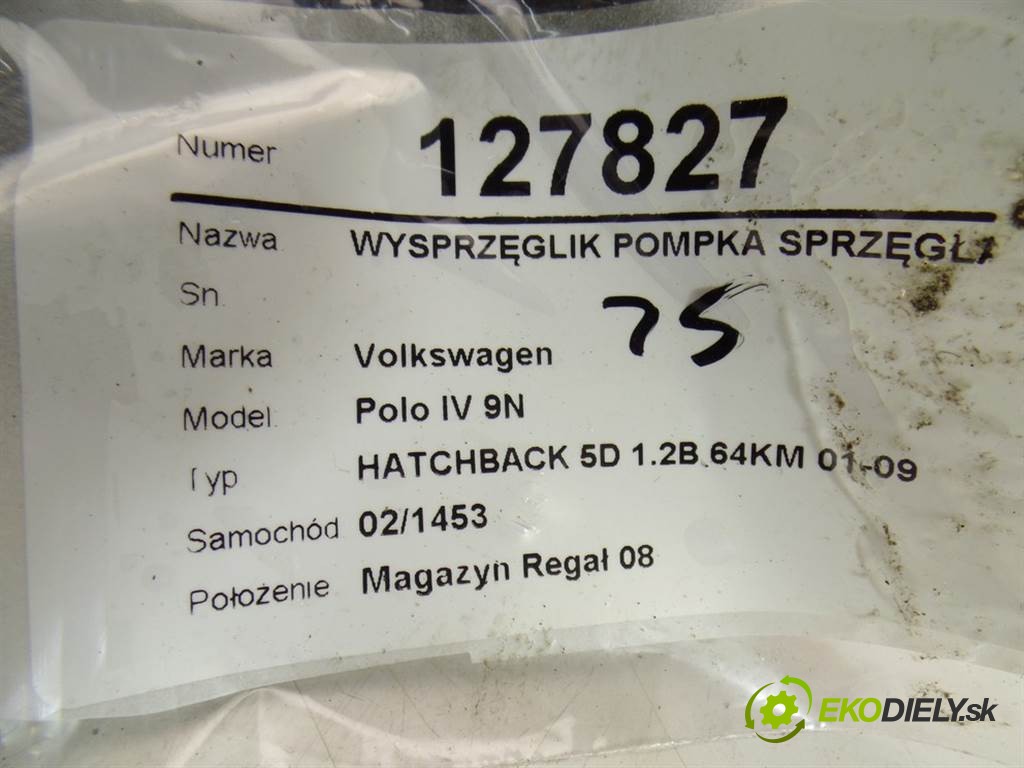 Numer 127827
Nazwa WYSPRZĘGLIK POMPKA SPRZĘGŁA
Sn.
75
Marka Volkswagen
Model. Polo IV 9N
Typ HATCHBACK 5D 1.2B 64KM 01-09
Samochód 02/1453
Położenie Magazyn Regał 08
EKODIELY.sk